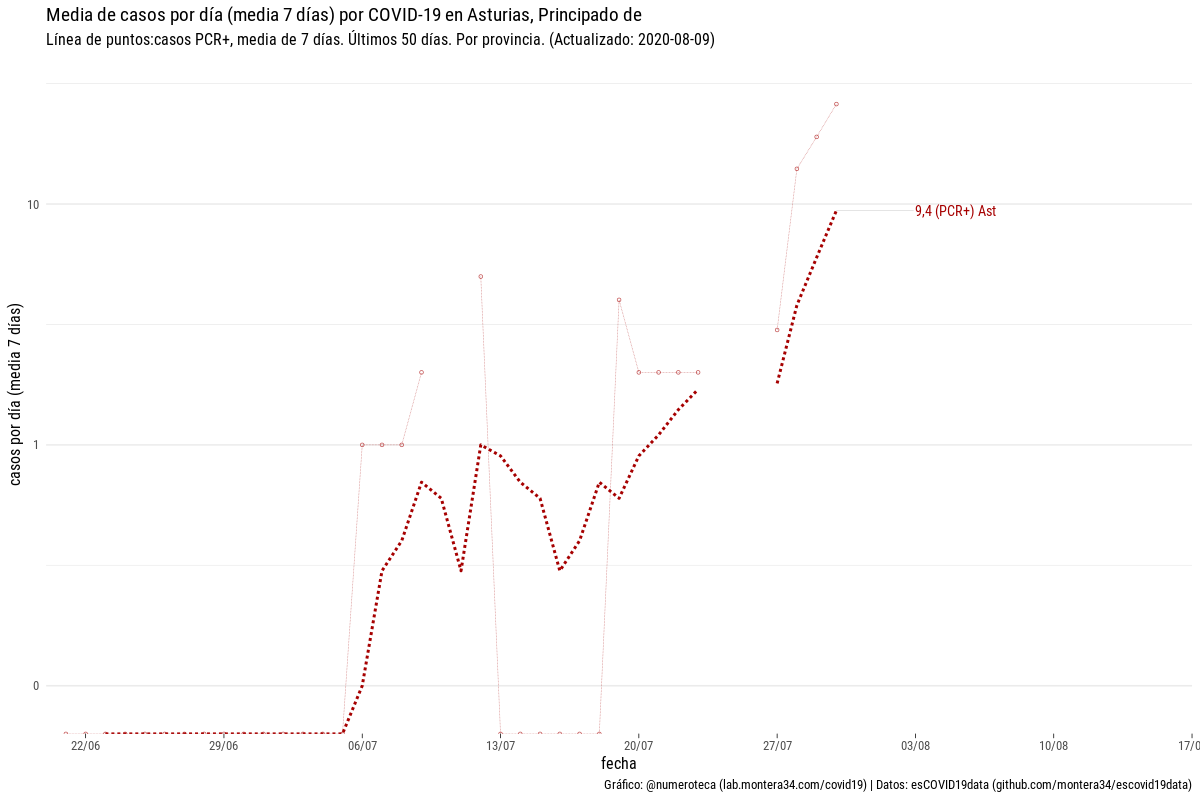 Media de casos por día (media 7 días) por COVID-19 en Asturias, Principado de
Línea de puntos:casos PCR+, media de 7 días. Últimos 50 días. Por provincia. (Actualizado: 2020-08-09)
casos por día (media 7 días)
10
1
0
9,4 (PCR+) Ast
22/06
29/06
06/07
13/07
20/07
27/07
03/08
10/08
17/0
fecha
Gráfico: @numeroteca (lab.montera34.com/covid19) | Datos: esCOVID19data (github.com/montera34/escovid19data)